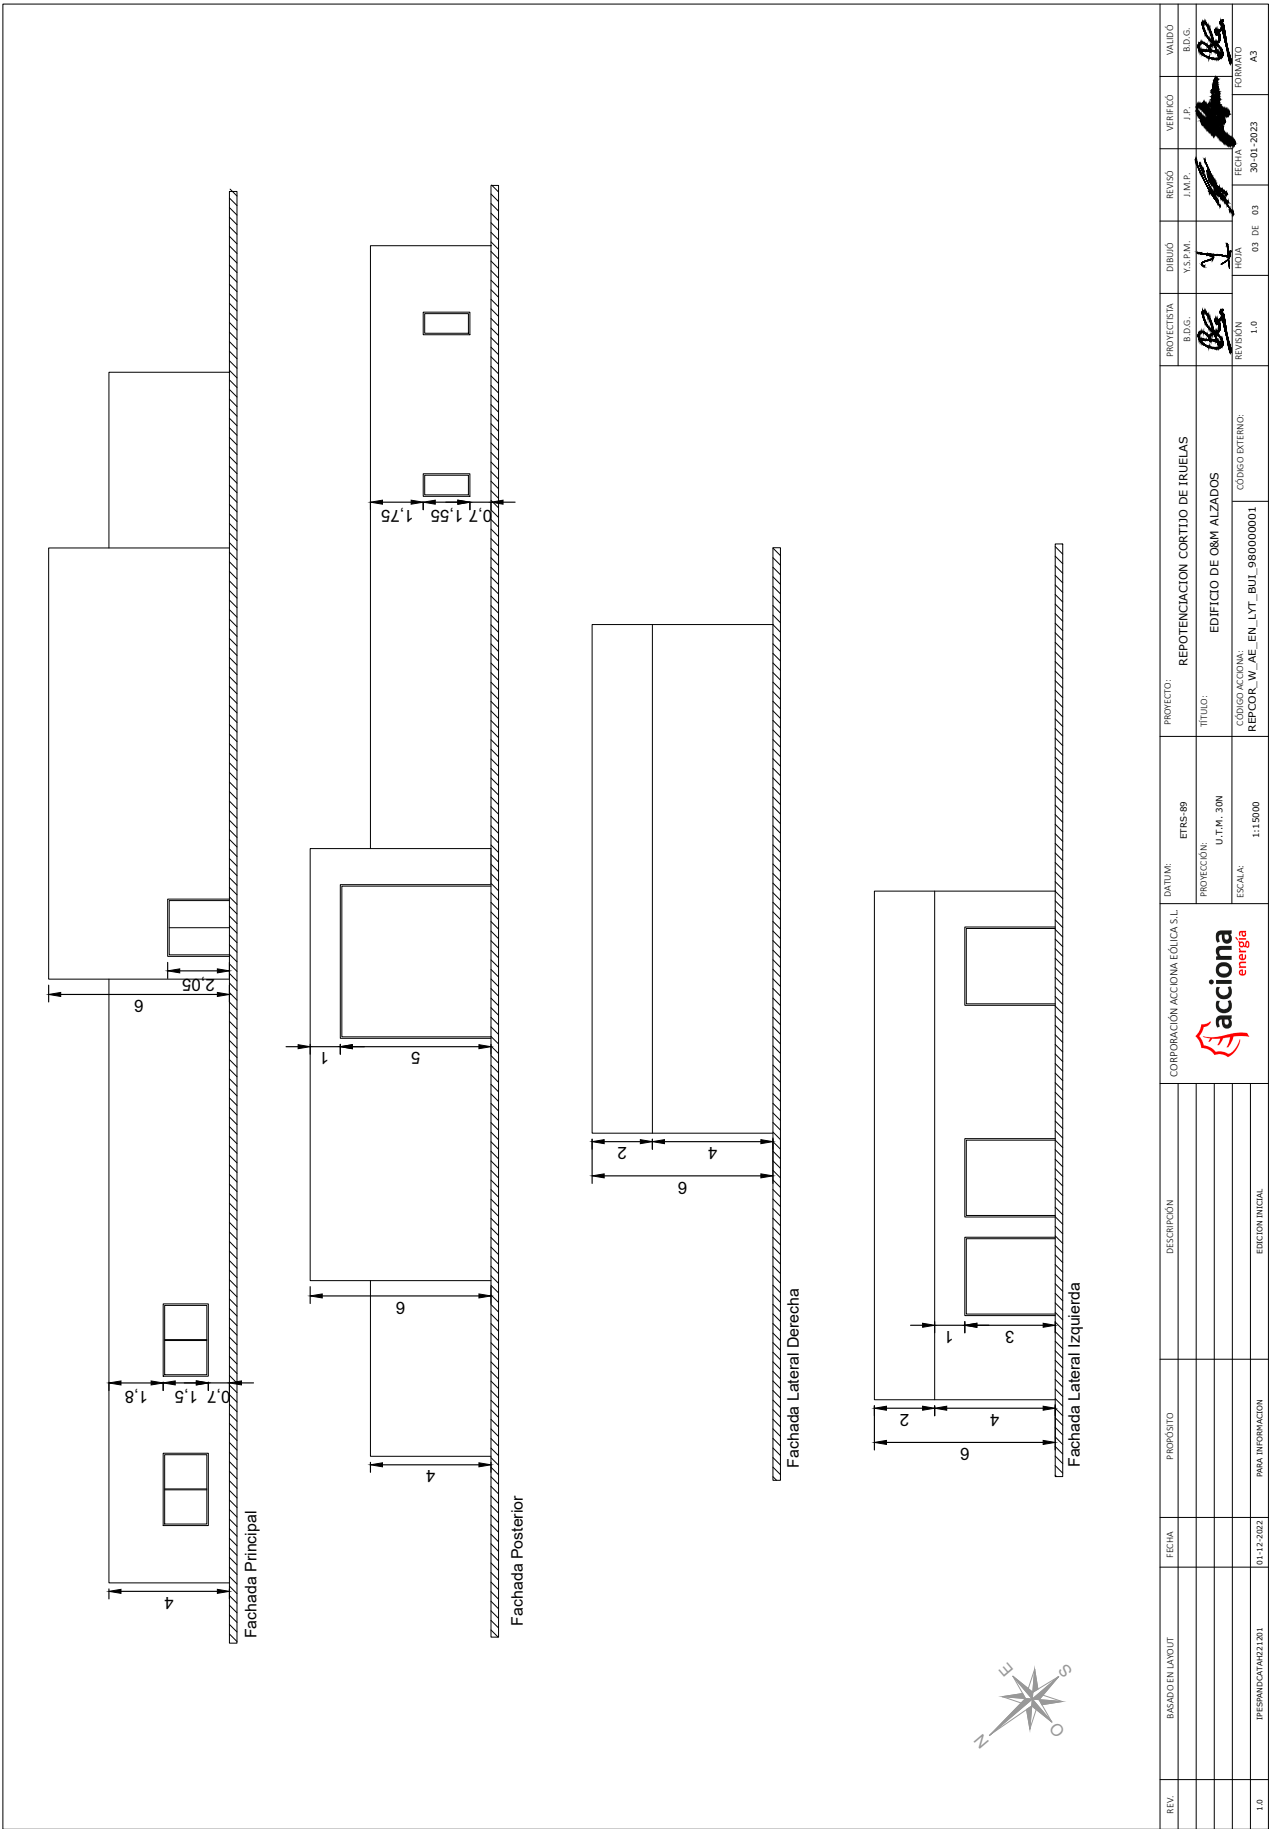 4
1,8
1,5
0,7
6
2,05
Fachada Principal
4
6
1
5
1,75
1,55
0,7
Fachada Posterior
6
2
4
Fachada Lateral Derecha
6
2
4
1
3
Fachada Lateral Izquierda
N
E
S
O
REV.
BASADO EN LAYOUT
FECHA
PROPÓSITO
DESCRIPCIÓN
1.0
IPESPANDCATAH221201
01-12-2022
PARA INFORMACION
EDICION INICIAL
CORPORACIÓN ACCIONA EÓLICA S.L.
acciona
energía
DATUM:
ETRS-89
PROYECCIÓN:
U.T.M. 30N
ESCALA:
1:15000
PROYECTO:
REPOTENCIACION CORTIJO DE IRUELAS
TÍTULO:
EDIFICIO DE O&M ALZADOS
CÓDIGO ACCIONA:
REPCOR_W_AE_EN_LYT_BUI_980000001
CÓDIGO EXTERNO:
PROYECTISTA
DIBUJÓ
REVISÓ
VERIFICÓ
VALIDÓ
B.D.G.
Y.S.P.M.
J.M.P.
J.P.
B.D.G.
REVISIÓN
1.0
HOJA
03 DE 03
FECHA
30-01-2023
FORMATO
A3